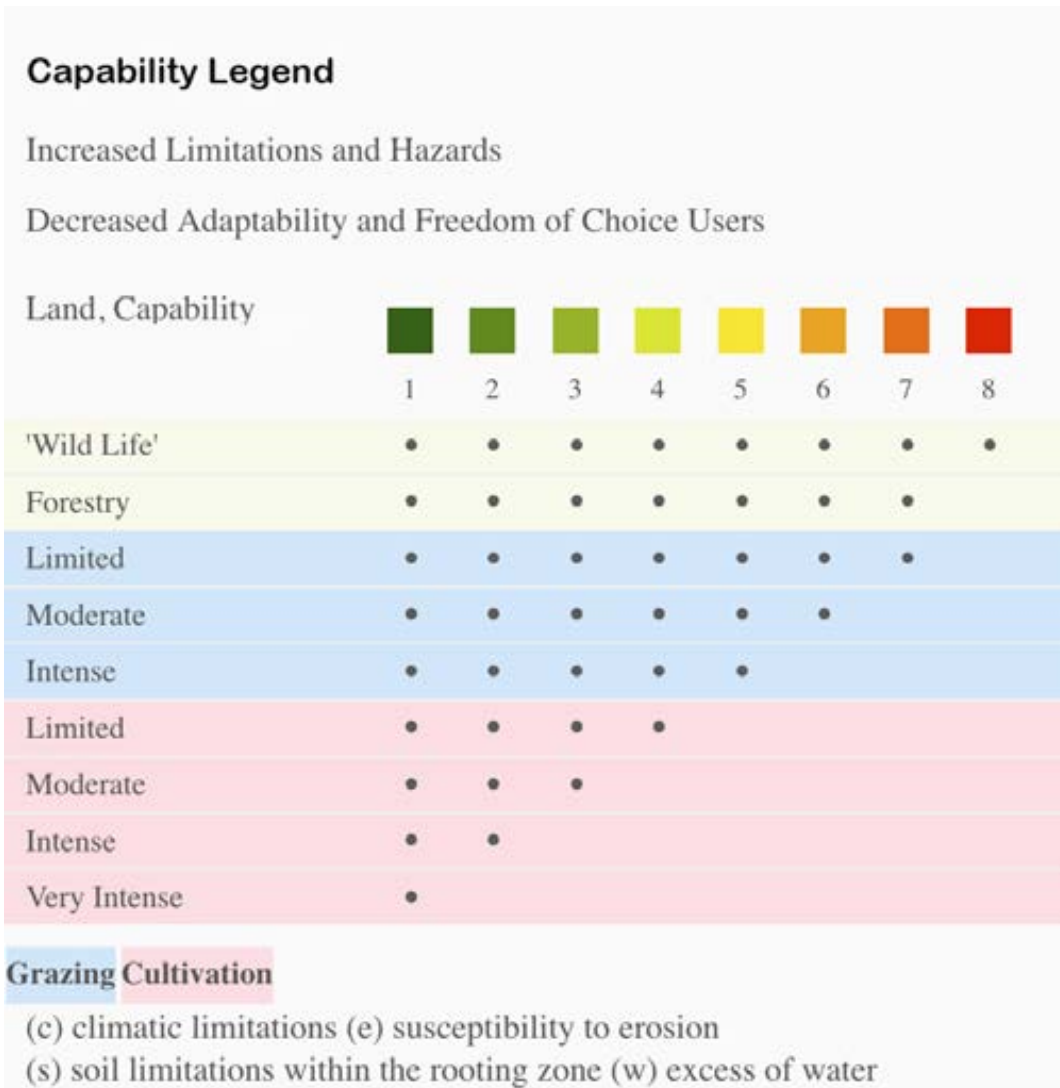 Capability Legend
Increased Limitations and Hazards
Decreased Adaptability and Freedom of Choice Users
Land, Capability
1 2 3 4 5 6 7 8
'Wild Life' • • • • • • • •
Forestry • • • • • • •
Limited • • • • • • •
Moderate • • • • • •
Intense • • • • •
Limited • • • •
Moderate • • •
Intense • •
Very Intense •
Grazing Cultivation
(c) climatic limitations (e) susceptibility to erosion
(s) soil limitations within the rooting zone (w) excess of water